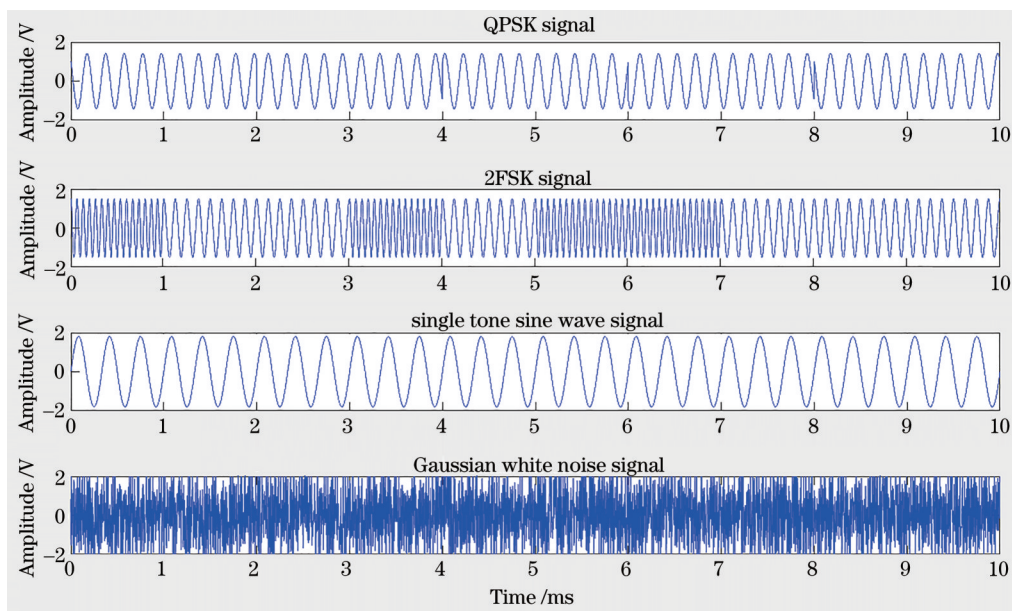 QPSK signal
Amplitude /V
2
0
−2
0 1 2 3 4 5 6 7 8 9 10
2FSK signal
Amplitude /V
2
0
−2
0 1 2 3 4 5 6 7 8 9 10
single tone sine wave signal
Amplitude /V
2
0
−2
0 1 2 3 4 5 6 7 8 9 10
Gaussian white noise signal
Amplitude /V
2
0
−2
0 1 2 3 4 5 6 7 8 9 10
Time /ms